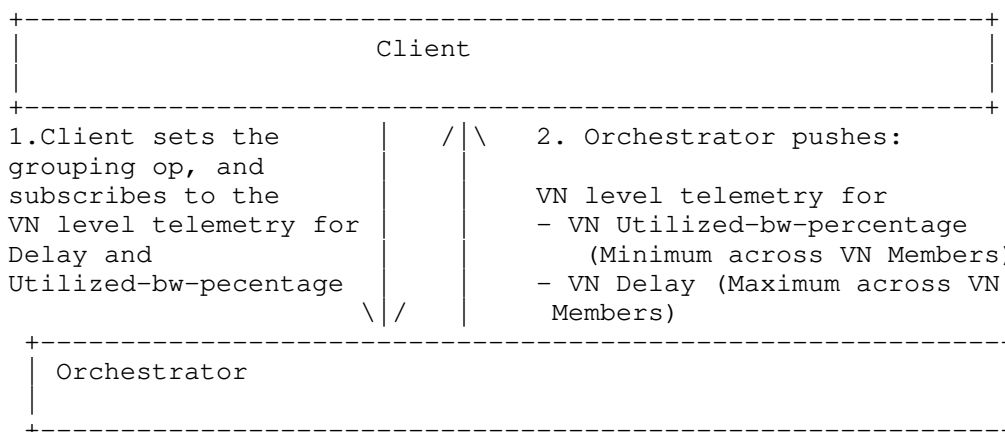 Client
1.Client sets the
grouping op, and
subscribes to the
VN level telemetry for
Delay and
Utilized-bw-pecentage
2. Orchestrator pushes:
VN level telemetry for
- VN Utilized-bw-percentage
(Minimum across VN Members)
- VN Delay (Maximum across VN
Members)
Orchestrator